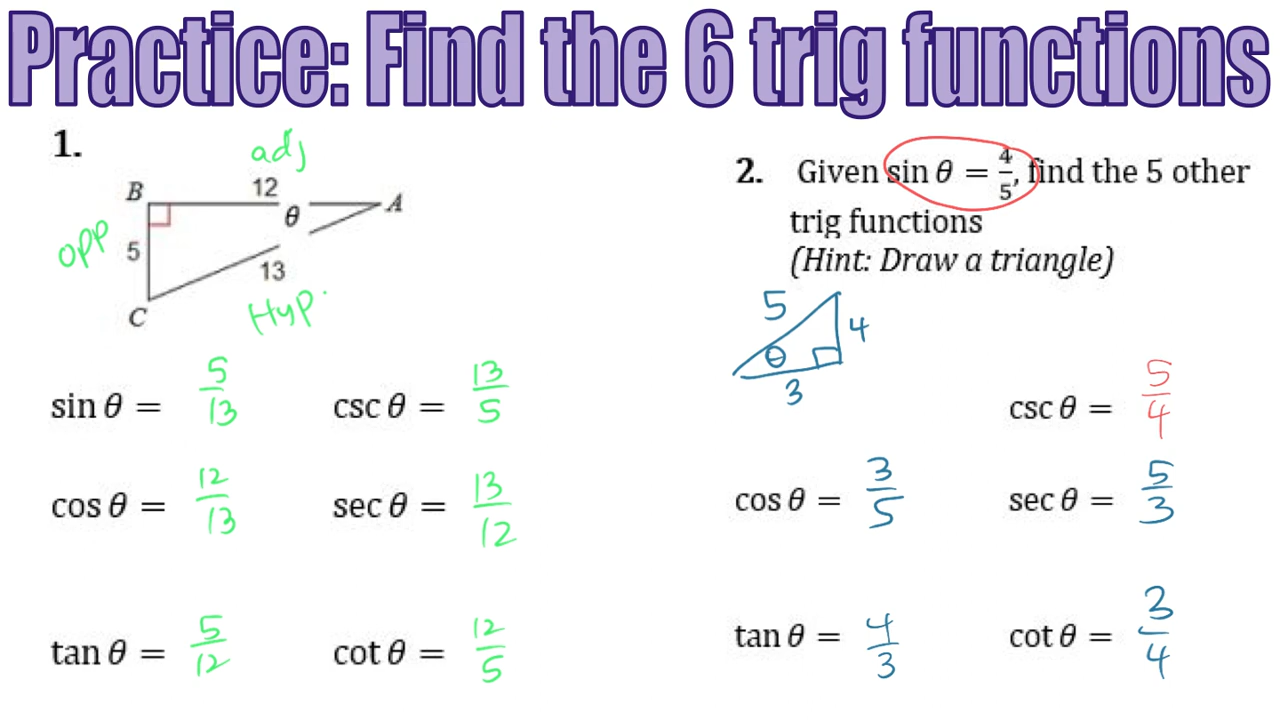 Practice: Find the 6 trig functions
1.
adj
B 12 A
θ
opp 5
13
C
Hyp.
sin θ = 5/13 csc θ = 13/5
cos θ = 12/13 sec θ = 13/12
tan θ = 5/12 cot θ = 12/5
2. Given sin θ = 4/5, find the 5 other
trig functions
(Hint: Draw a triangle)
5
4
θ
3
csc θ = 5/4
cos θ = 3/5 sec θ = 5/3
tan θ = 4/3 cot θ = 3/4